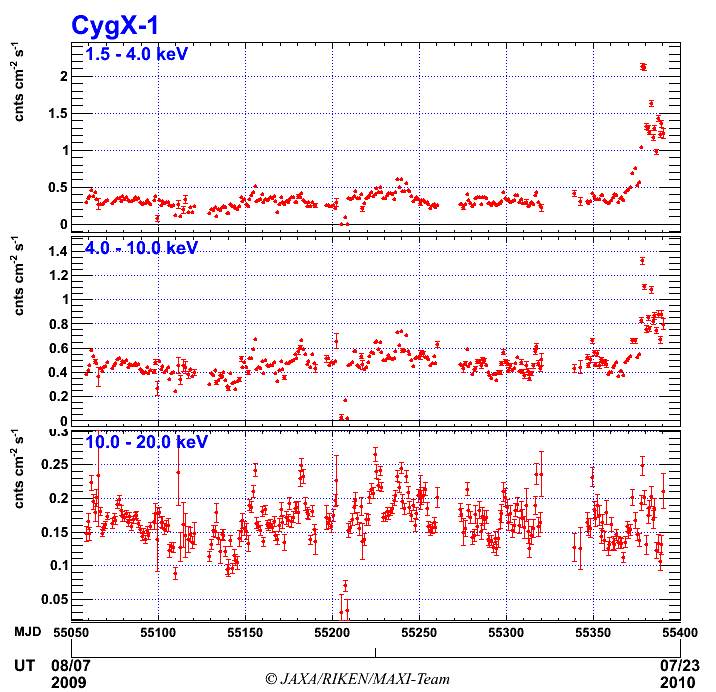 CygX-1
1.5 - 4.0 keV
cnts cm⁻² s⁻¹
2
1.5
1
0.5
0
4.0 - 10.0 keV
cnts cm⁻² s⁻¹
1.4
1.2
1
0.8
0.6
0.4
0.2
0
10.0 - 20.0 keV
cnts cm⁻² s⁻¹
0.3
0.25
0.2
0.15
0.1
0.05
MJD 55050 55100 55150 55200 55250 55300 55350 55400
UT 08/07 07/23
2009 2010
© JAXA/RIKEN/MAXI-Team